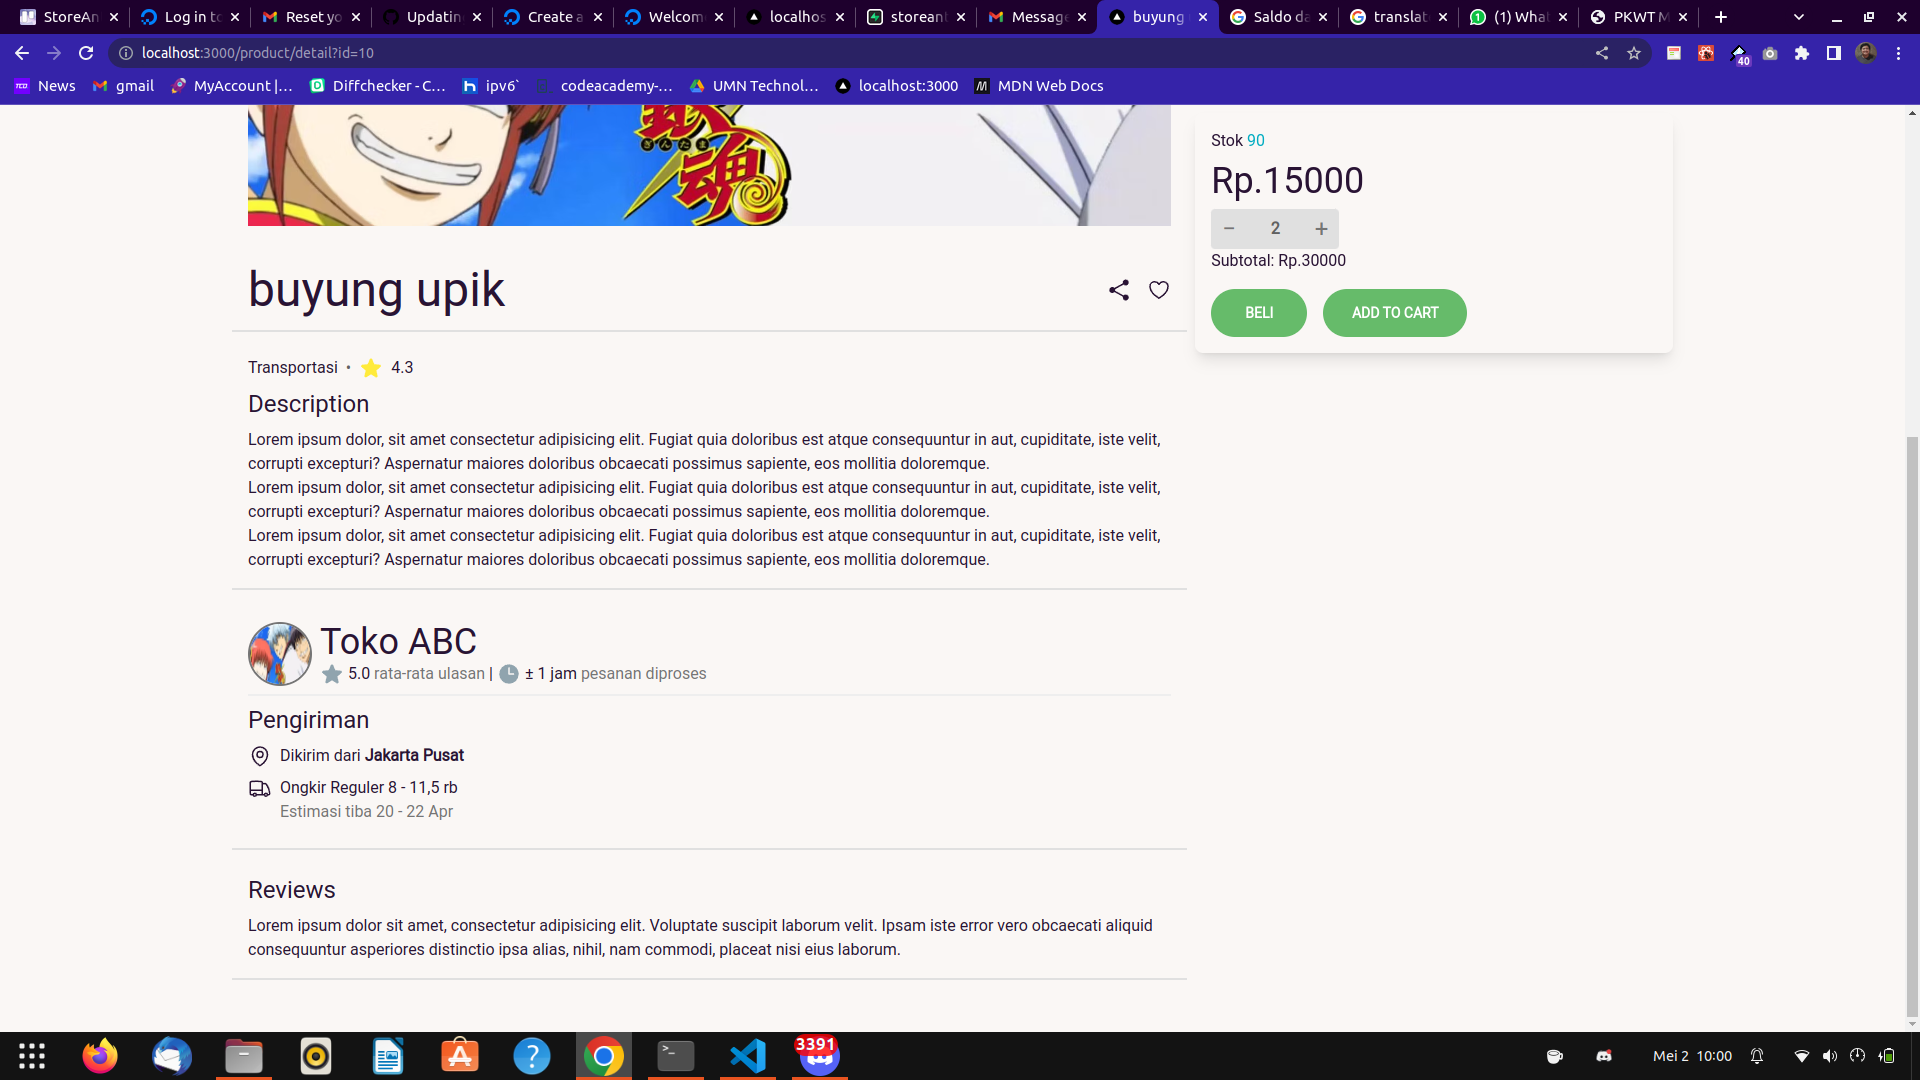 StoreAn
Log in to
Reset yo
Updatin
Create a
Welcom
localhos
storean
Message
buyung
Saldo da
translat
(1) What
PKWT M
localhost:3000/product/detail?id=10
40
News
gmail
MyAccount |...
Diffchecker - C...
ipv6`
codeacademy-...
UMN Technol...
localhost:3000
MDN Web Docs
ぎんたま
銀魂
Stok 90
Rp.15000
− 2 +
Subtotal: Rp.30000
BELI
ADD TO CART
buyung upik
Transportasi • 4.3
Description
Lorem ipsum dolor, sit amet consectetur adipisicing elit. Fugiat quia doloribus est atque consequuntur in aut, cupiditate, iste velit,
corrupti excepturi? Aspernatur maiores doloribus obcaecati possimus sapiente, eos mollitia doloremque.
Lorem ipsum dolor, sit amet consectetur adipisicing elit. Fugiat quia doloribus est atque consequuntur in aut, cupiditate, iste velit,
corrupti excepturi? Aspernatur maiores doloribus obcaecati possimus sapiente, eos mollitia doloremque.
Lorem ipsum dolor, sit amet consectetur adipisicing elit. Fugiat quia doloribus est atque consequuntur in aut, cupiditate, iste velit,
corrupti excepturi? Aspernatur maiores doloribus obcaecati possimus sapiente, eos mollitia doloremque.
Toko ABC
5.0 rata-rata ulasan | ± 1 jam pesanan diproses
Pengiriman
Dikirim dari Jakarta Pusat
Ongkir Reguler 8 - 11,5 rb
Estimasi tiba 20 - 22 Apr
Reviews
Lorem ipsum dolor sit amet, consectetur adipisicing elit. Voluptate suscipit laborum velit. Ipsam iste error vero obcaecati aliquid
consequuntur asperiores distinctio ipsa alias, nihil, nam commodi, placeat nisi eius laborum.
3391
Mei 2 10:00